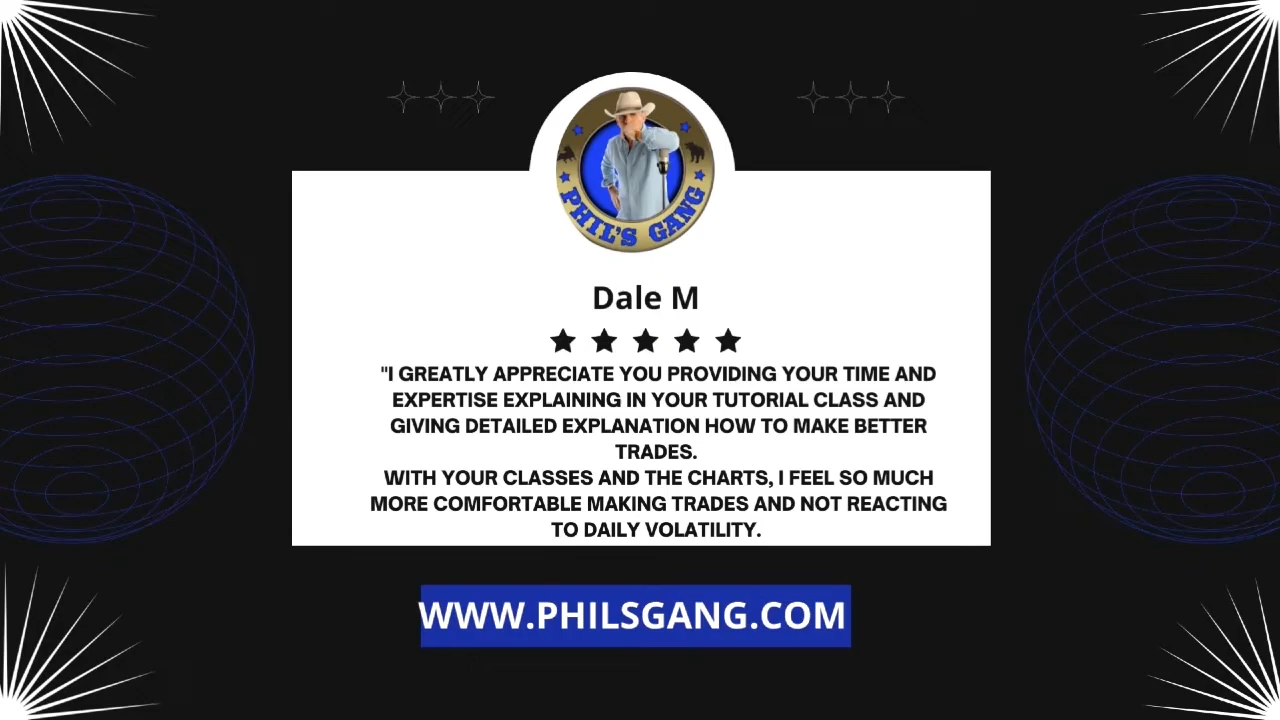 PHIL'S GANG
Dale M
"I GREATLY APPRECIATE YOU PROVIDING YOUR TIME AND
EXPERTISE EXPLAINING IN YOUR TUTORIAL CLASS AND
GIVING DETAILED EXPLANATION HOW TO MAKE BETTER
TRADES.
WITH YOUR CLASSES AND THE CHARTS, I FEEL SO MUCH
MORE COMFORTABLE MAKING TRADES AND NOT REACTING
TO DAILY VOLATILITY.
WWW.PHILSGANG.COM